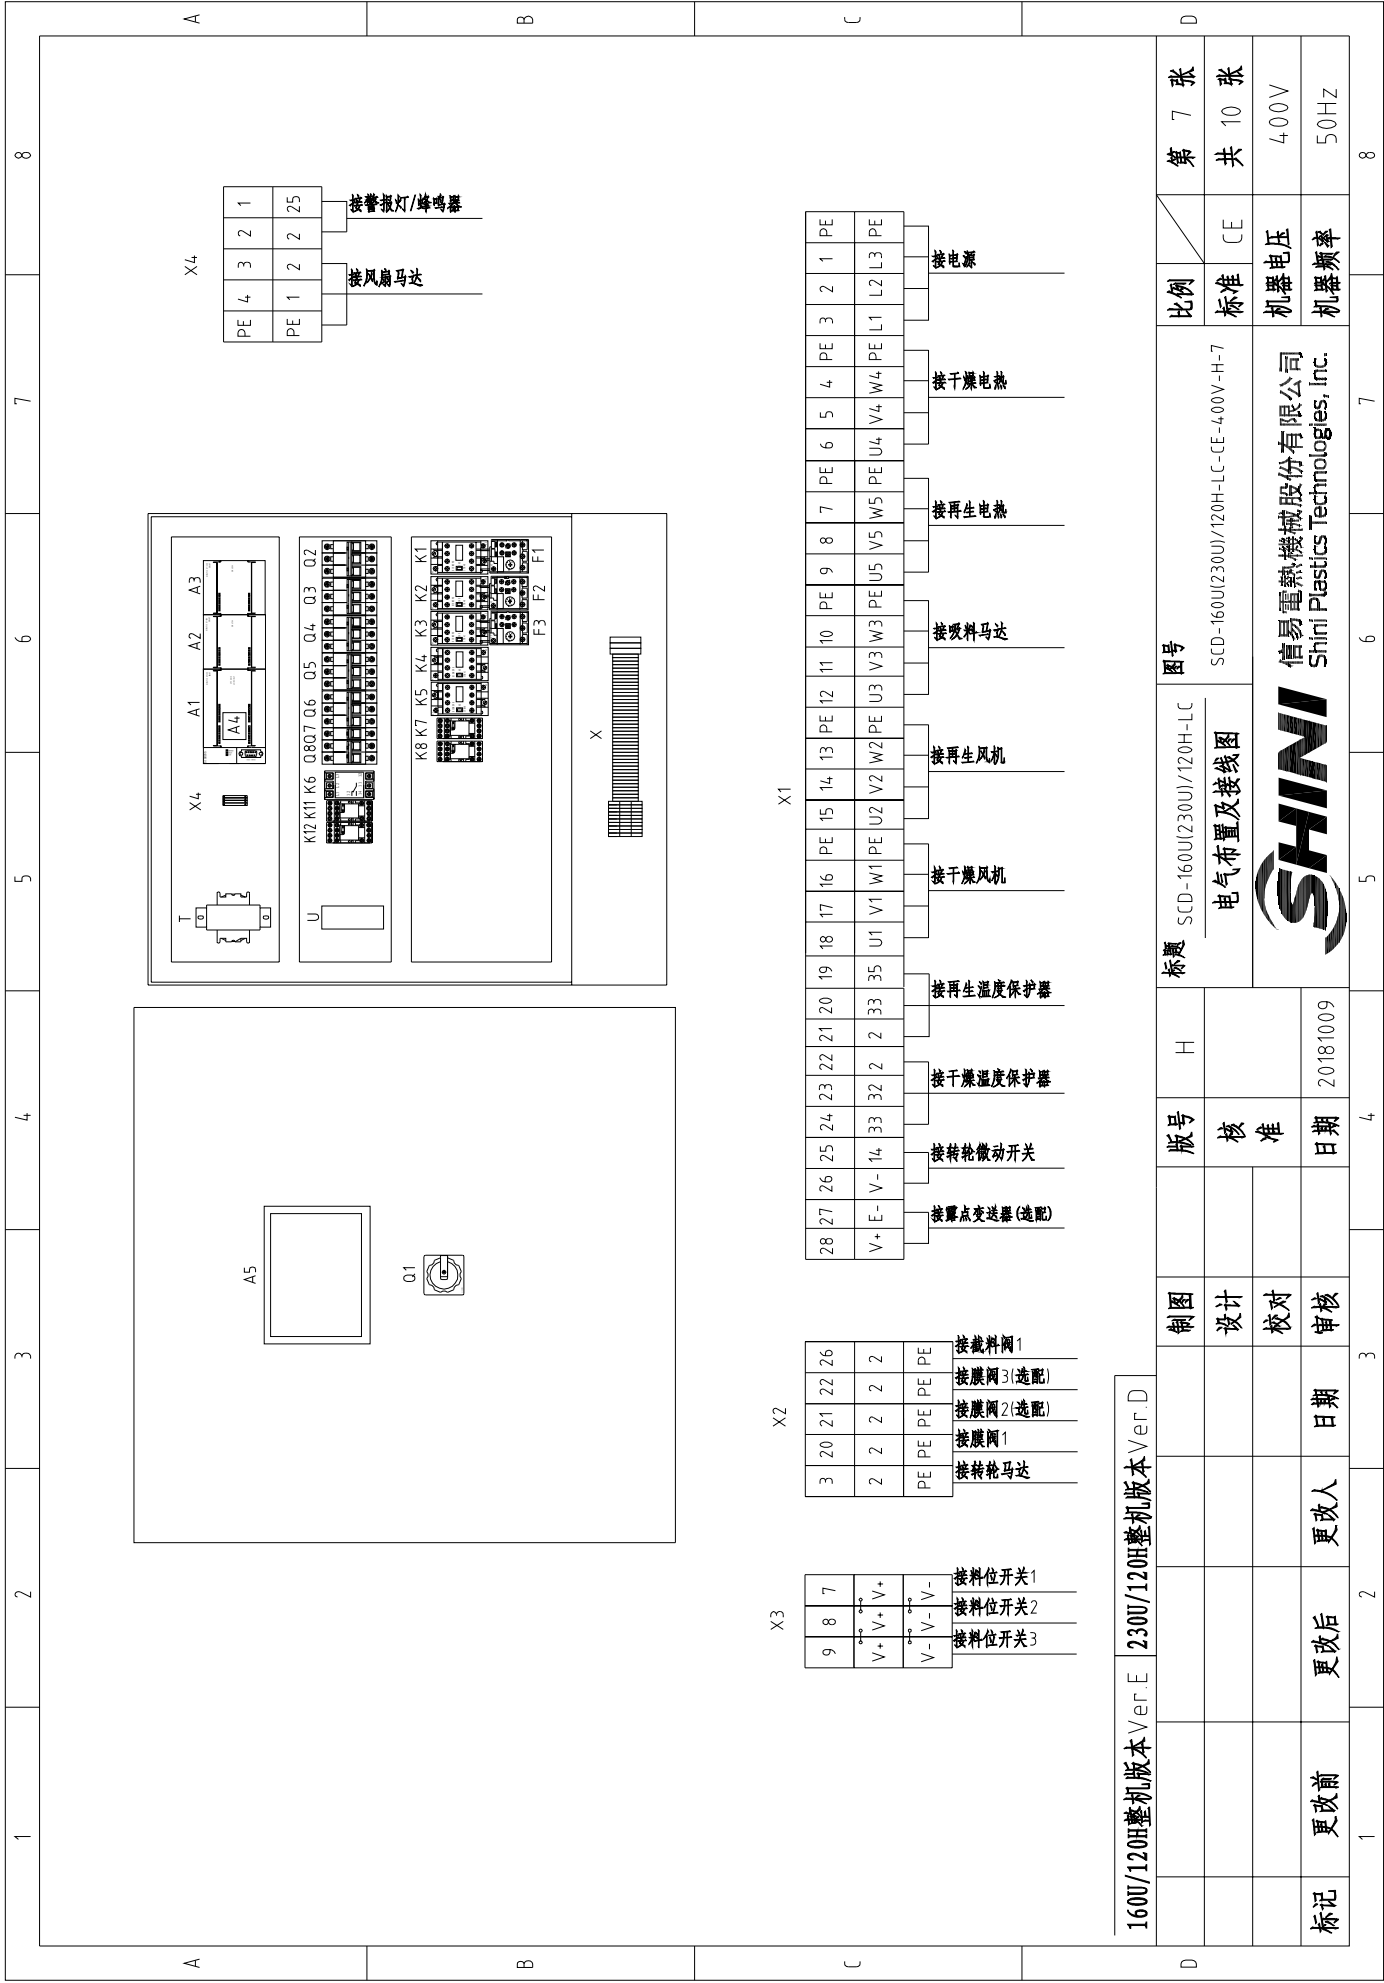 1 2 3 4 5 6 7 8
A
B
C
D
A5
Q1
T
X4
A1 A2 A3
A4
U
K12 K11 K6 Q8 Q7 Q6 Q5 Q4 Q3 Q2
K8 K7 K5 K4 K3 K2 K1
F3 F2 F1
X
X4
PE 4 3 2 1
PE 1 2 2 25
接风扇马达
接警报灯/蜂鸣器
X3
9 8 7
V+ V+ V+
V- V- V-
接料位开关3
接料位开关2
接料位开关1
X2
3 20 21 22 26
2 2 2 2 2
PE PE PE PE PE
接转轮马达
接膜阀1
接膜阀2(选配)
接膜阀3(选配)
接截料阀1
X1
28 27 26 25 24 23 22 21 20 19 18 17 16 PE 15 14 13 PE 12 11 10 PE 9 8 7 PE 6 5 4 PE 3 2 1 PE
V+ E- V- 14 33 32 2 2 33 35 U1 V1 W1 PE U2 V2 W2 PE U3 V3 W3 PE U5 V5 W5 PE U4 V4 W4 PE L1 L2 L3 PE
接露点变送器(选配)
接转轮微动开关
接干燥温度保护器
接再生温度保护器
接干燥风机
接再生风机
接吸料马达
接再生电热
接干燥电热
接电源
160U/120H整机版本Ver.E
230U/120H整机版本Ver.D
标记 更改前 更改后 更改人 日期
制图
设计
校对
审核
版号 H
核准
日期 20181009
标题 SCD-160U(230U)/120H-LC
电气布置及接线图
图号
SCD-160U(230U)/120H-LC-CE-400V-H-7
SHINI
信易電熱機械股份有限公司
Shini Plastics Technologies, Inc.
比例 第 7 张
标准 CE 共 10 张
机器电压 400V
机器频率 50Hz
1 2 3 4 5 6 7 8
A
B
C
D